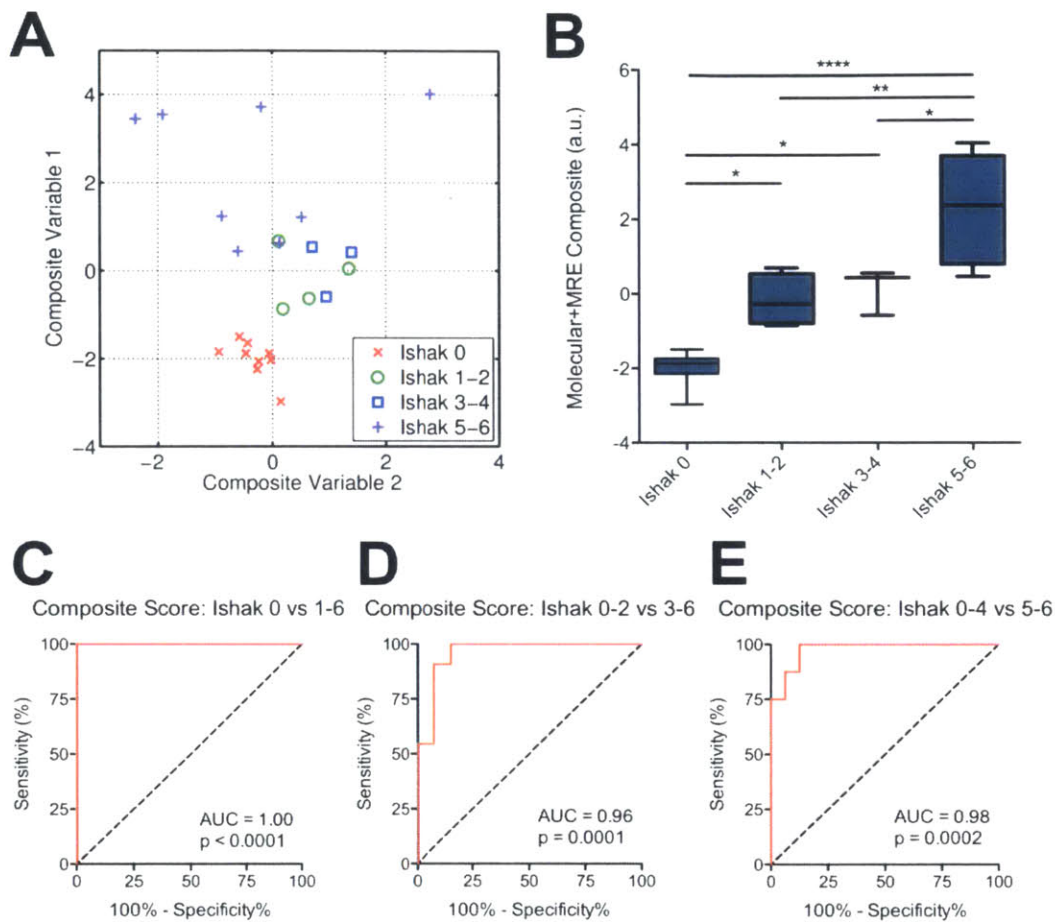 A
B
4
2
0
−2
−4
−2
0
2
4
Composite Variable 1
Composite Variable 2
× Ishak 0
○ Ishak 1−2
□ Ishak 3−4
+ Ishak 5−6
6
4
2
0
-2
-4
Molecular+MRE Composite (a.u.)
****
**
*
*
*
Ishak 0
Ishak 1-2
Ishak 3-4
Ishak 5-6
C
D
E
Composite Score: Ishak 0 vs 1-6
Composite Score: Ishak 0-2 vs 3-6
Composite Score: Ishak 0-4 vs 5-6
100
75
50
25
0
Sensitivity (%)
AUC = 1.00
p < 0.0001
0 25 50 75 100
100% - Specificity%
100
75
50
25
0
Sensitivity (%)
AUC = 0.96
p = 0.0001
0 25 50 75 100
100% - Specificity%
100
75
50
25
0
Sensitivity (%)
AUC = 0.98
p = 0.0002
0 25 50 75 100
100% - Specificity%